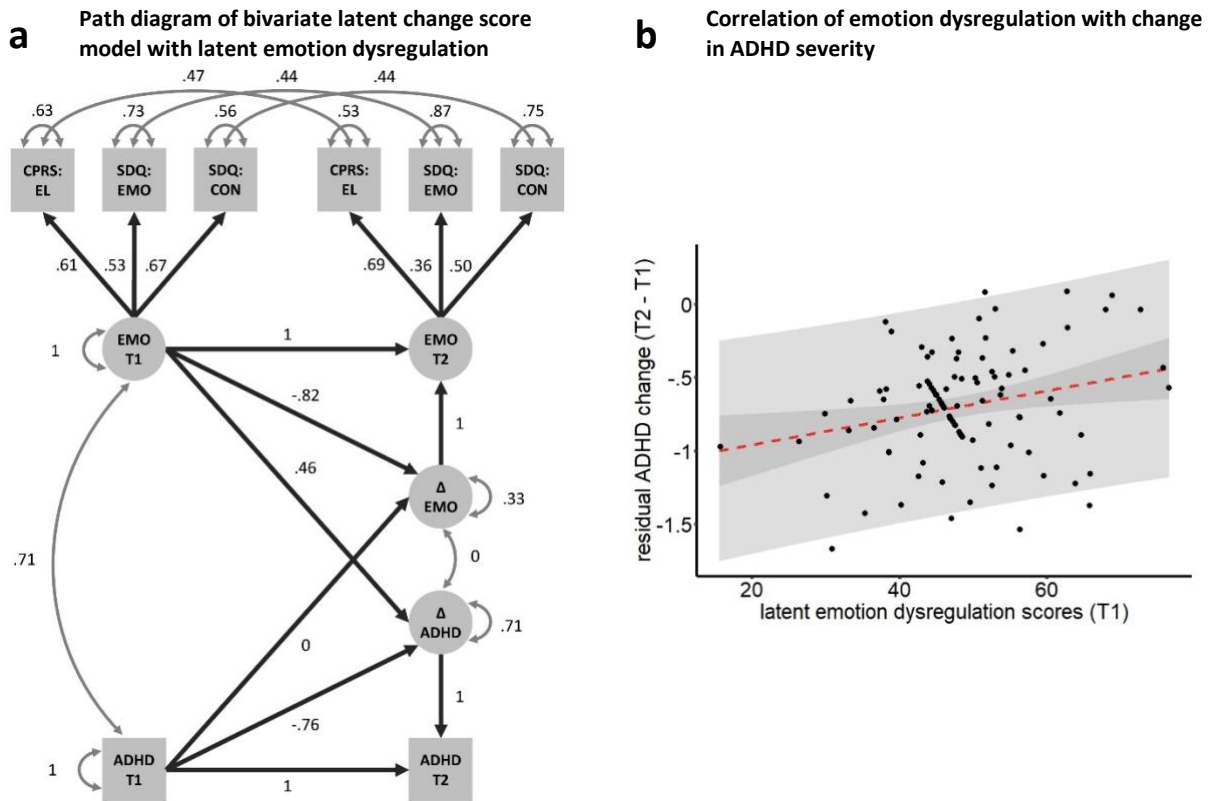 a
Path diagram of bivariate latent change score
model with latent emotion dysregulation
.47
.44
.44
.63
.73
.56
.53
.87
.75
CPRS:
EL
SDQ:
EMO
SDQ:
CON
CPRS:
EL
SDQ:
EMO
SDQ:
CON
.61
.53
.67
.69
.36
.50
1
EMO
T1
1
EMO
T2
-.82
1
.46
Δ
EMO
.33
.71
0
Δ
ADHD
.71
0
-.76
1
1
ADHD
T1
1
ADHD
T2
b
Correlation of emotion dysregulation with change
in ADHD severity
residual ADHD change (T2 - T1)
0
-.5
-1
-1.5
20
40
60
latent emotion dysregulation scores (T1)